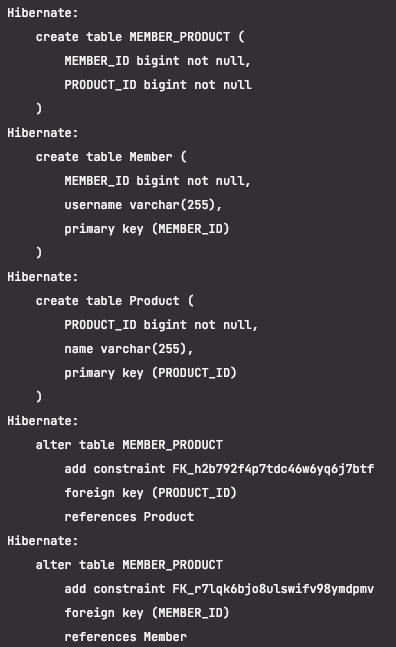 Hibernate:
    create table MEMBER_PRODUCT (
        MEMBER_ID bigint not null,
        PRODUCT_ID bigint not null
    )
Hibernate:
    create table Member (
        MEMBER_ID bigint not null,
        username varchar(255),
        primary key (MEMBER_ID)
    )
Hibernate:
    create table Product (
        PRODUCT_ID bigint not null,
        name varchar(255),
        primary key (PRODUCT_ID)
    )
Hibernate:
    alter table MEMBER_PRODUCT
        add constraint FK_h2b792f4p7tdc46w6yq6j7btf
        foreign key (PRODUCT_ID)
        references Product
Hibernate:
    alter table MEMBER_PRODUCT
        add constraint FK_r7lqk6bjo8ulswifv98ymdpmv
        foreign key (MEMBER_ID)
        references Member